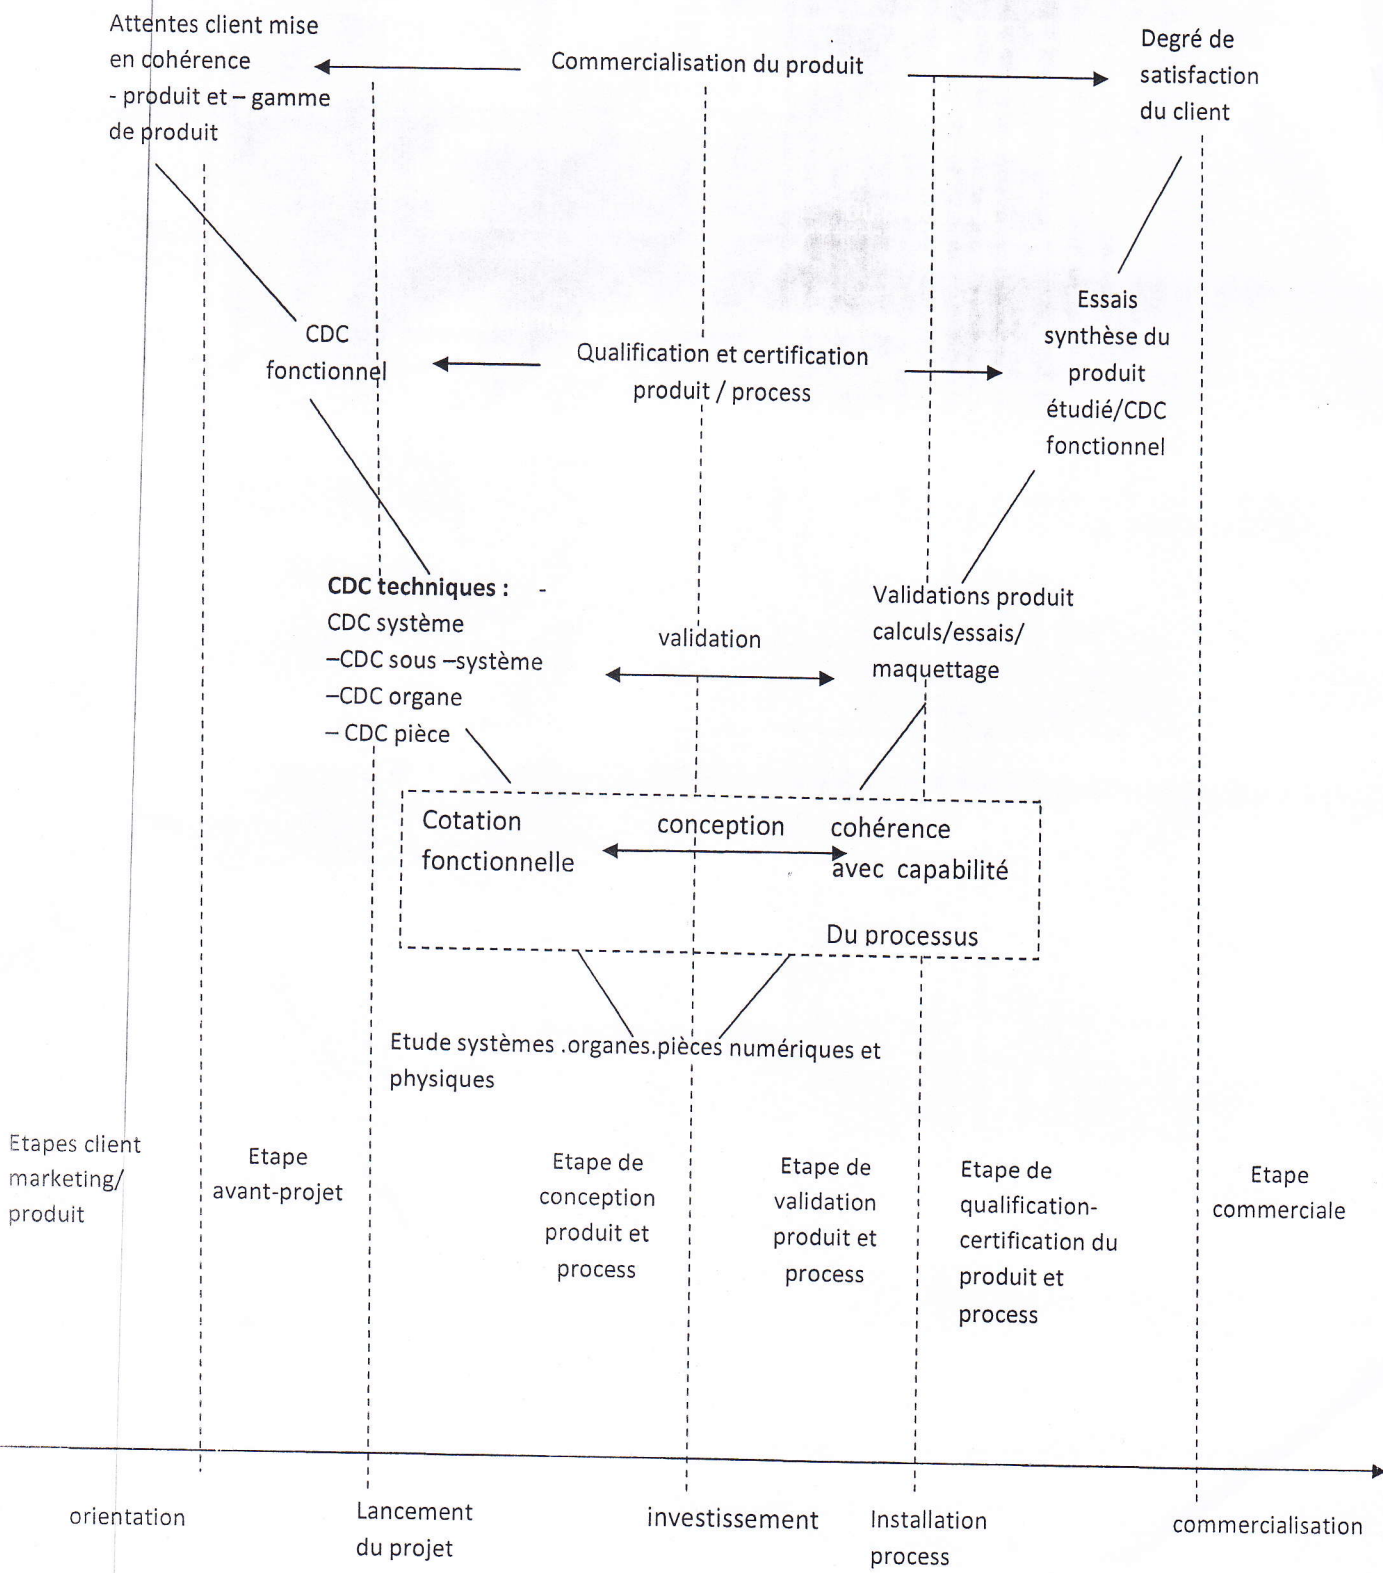 Attentes client mise
en cohérence
- produit et – gamme
de produit
Commercialisation du produit
Degré de
satisfaction
du client
CDC
fonctionnel
Qualification et certification
produit / process
Essais
synthèse du
produit
étudié/CDC
fonctionnel
CDC techniques : -
CDC système
–CDC sous –système
–CDC organe
– CDC pièce
validation
Validations produit
calculs/essais/
maquettage
Cotation
fonctionnelle
conception
cohérence
avec capabilité
Du processus
Etude systèmes .organes.pièces numériques et
physiques
Etapes client
marketing/
produit
Etape
avant-projet
Etape de
conception
produit et
process
Etape de
validation
produit et
process
Etape de
qualification-
certification du
produit et
process
Etape
commerciale
orientation
Lancement
du projet
investissement
Installation
process
commercialisation